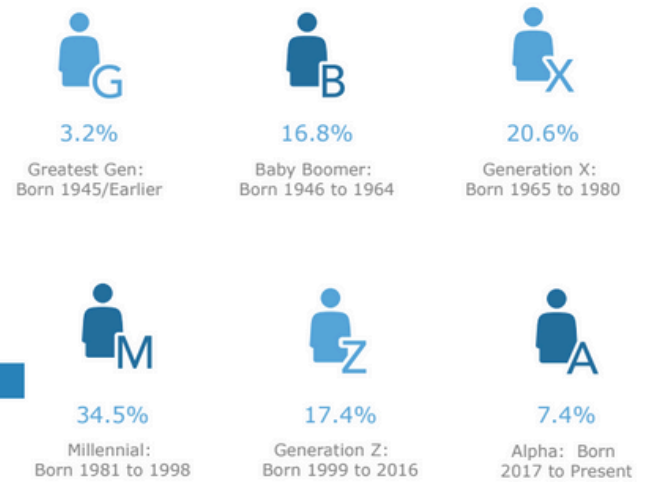 G
B
X
3.2%
16.8%
20.6%
Greatest Gen:
Born 1945/Earlier
Baby Boomer:
Born 1946 to 1964
Generation X:
Born 1965 to 1980
M
Z
A
34.5%
17.4%
7.4%
Millennial:
Born 1981 to 1998
Generation Z:
Born 1999 to 2016
Alpha: Born
2017 to Present